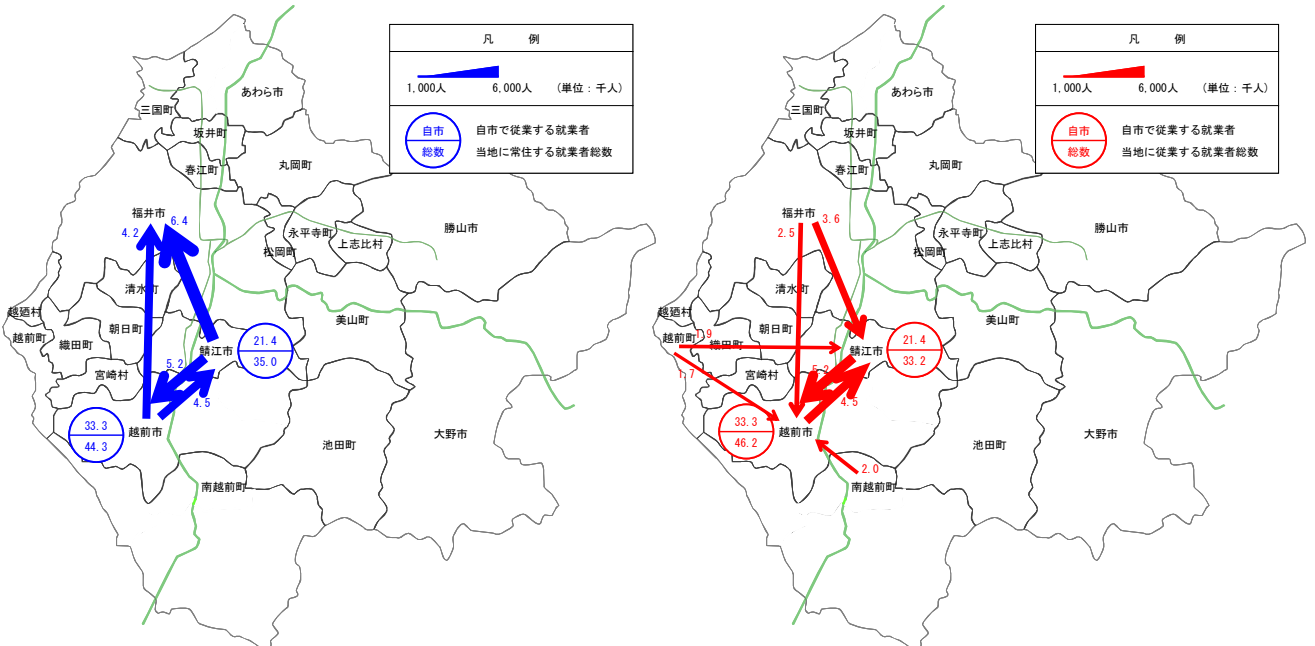 凡 例
1,000人 6,000人 (単位：千人)
自市 自市で従業する就業者
総数 当地に常住する就業者総数
あわら市
三国町
坂井町
丸岡町
春江町
福井市
6.4
4.2
永平寺町
勝山市
松岡町
上志比村
清水町
越廼村
朝日町
美山町
越前町
織田町
鯖江市
21.4
35.0
宮崎村
5.2
4.5
33.3
44.3
越前市
池田町
大野市
南越前町
凡 例
1,000人 6,000人 (単位：千人)
自市 自市で従業する就業者
総数 当地に従業する就業者総数
あわら市
三国町
坂井町
丸岡町
春江町
福井市
3.6
2.5
永平寺町
勝山市
松岡町
上志比村
清水町
越廼村
朝日町
美山町
越前町
1.9
織田町
鯖江市
21.4
33.2
1.7
宮崎村
5.2
4.5
33.3
46.2
越前市
池田町
大野市
2.0
南越前町